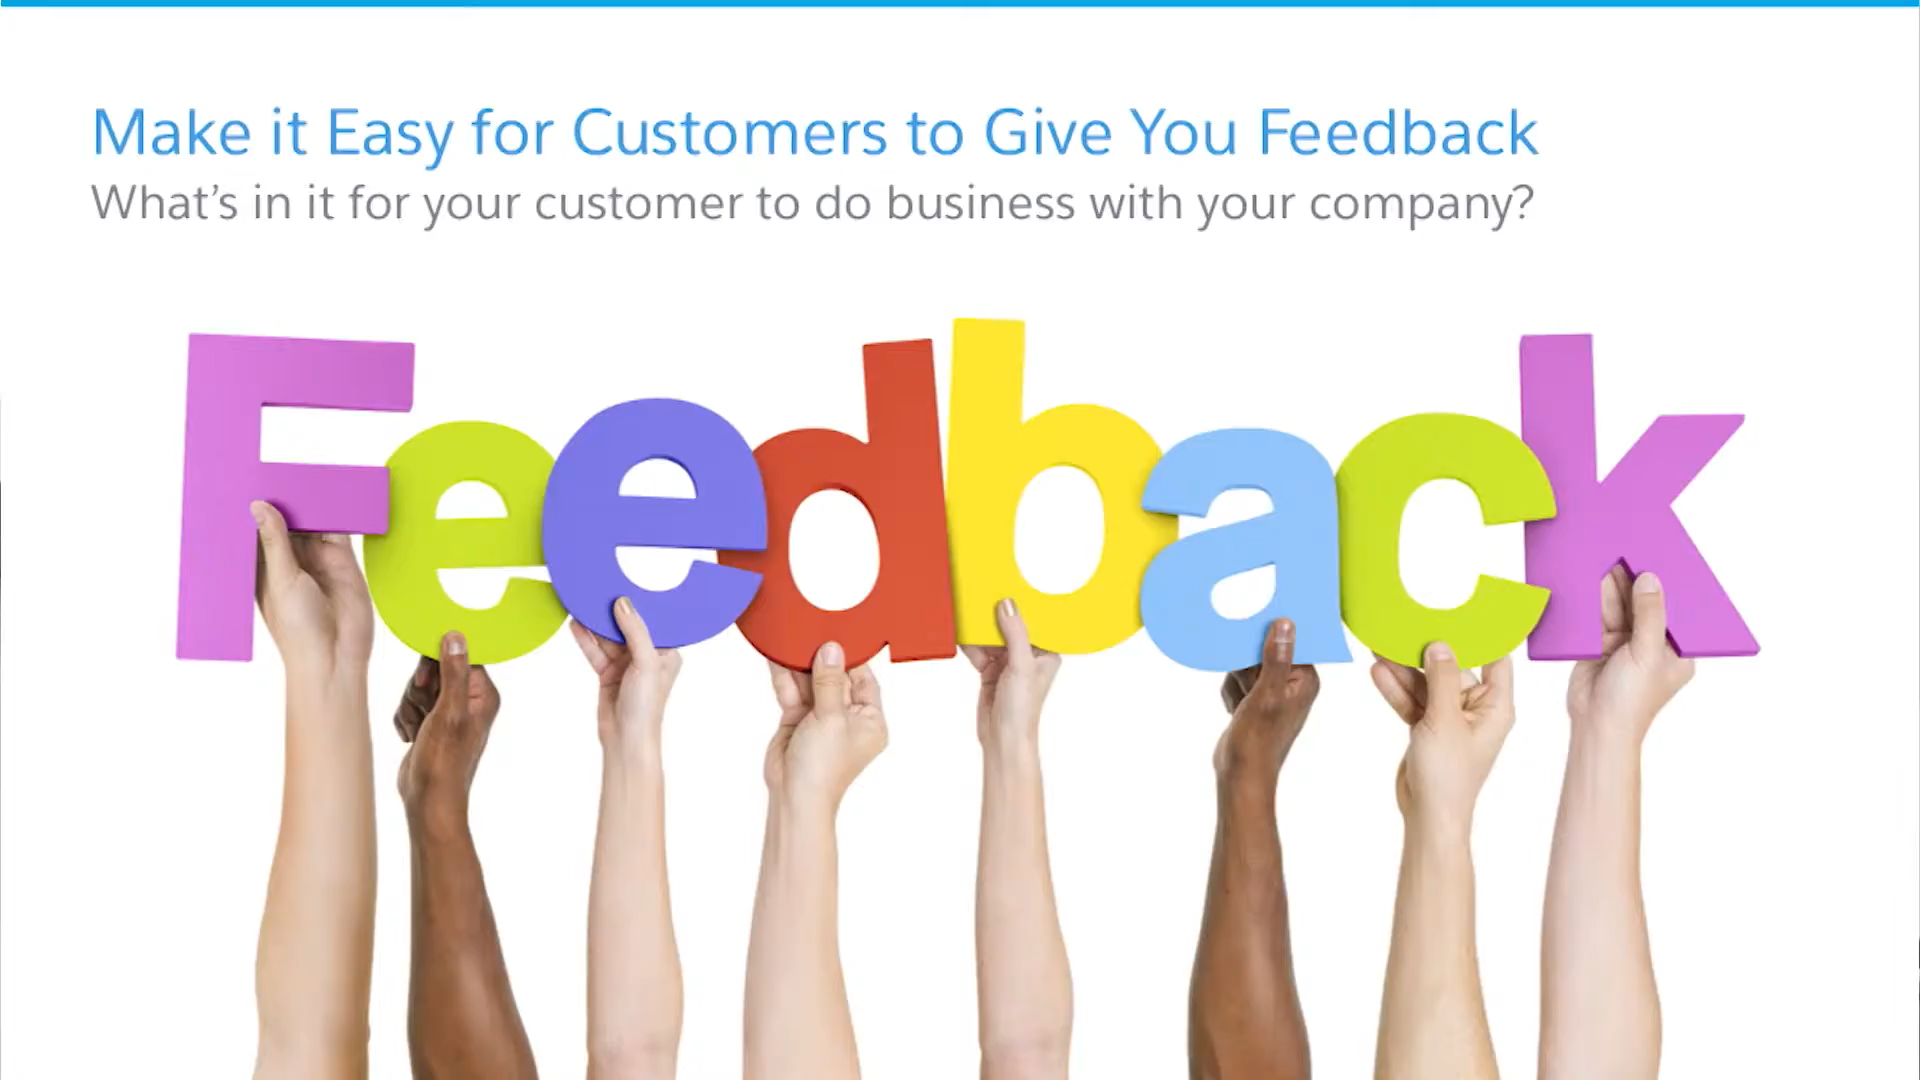 Make it Easy for Customers to Give You Feedback
What's in it for your customer to do business with your company?
Feedback